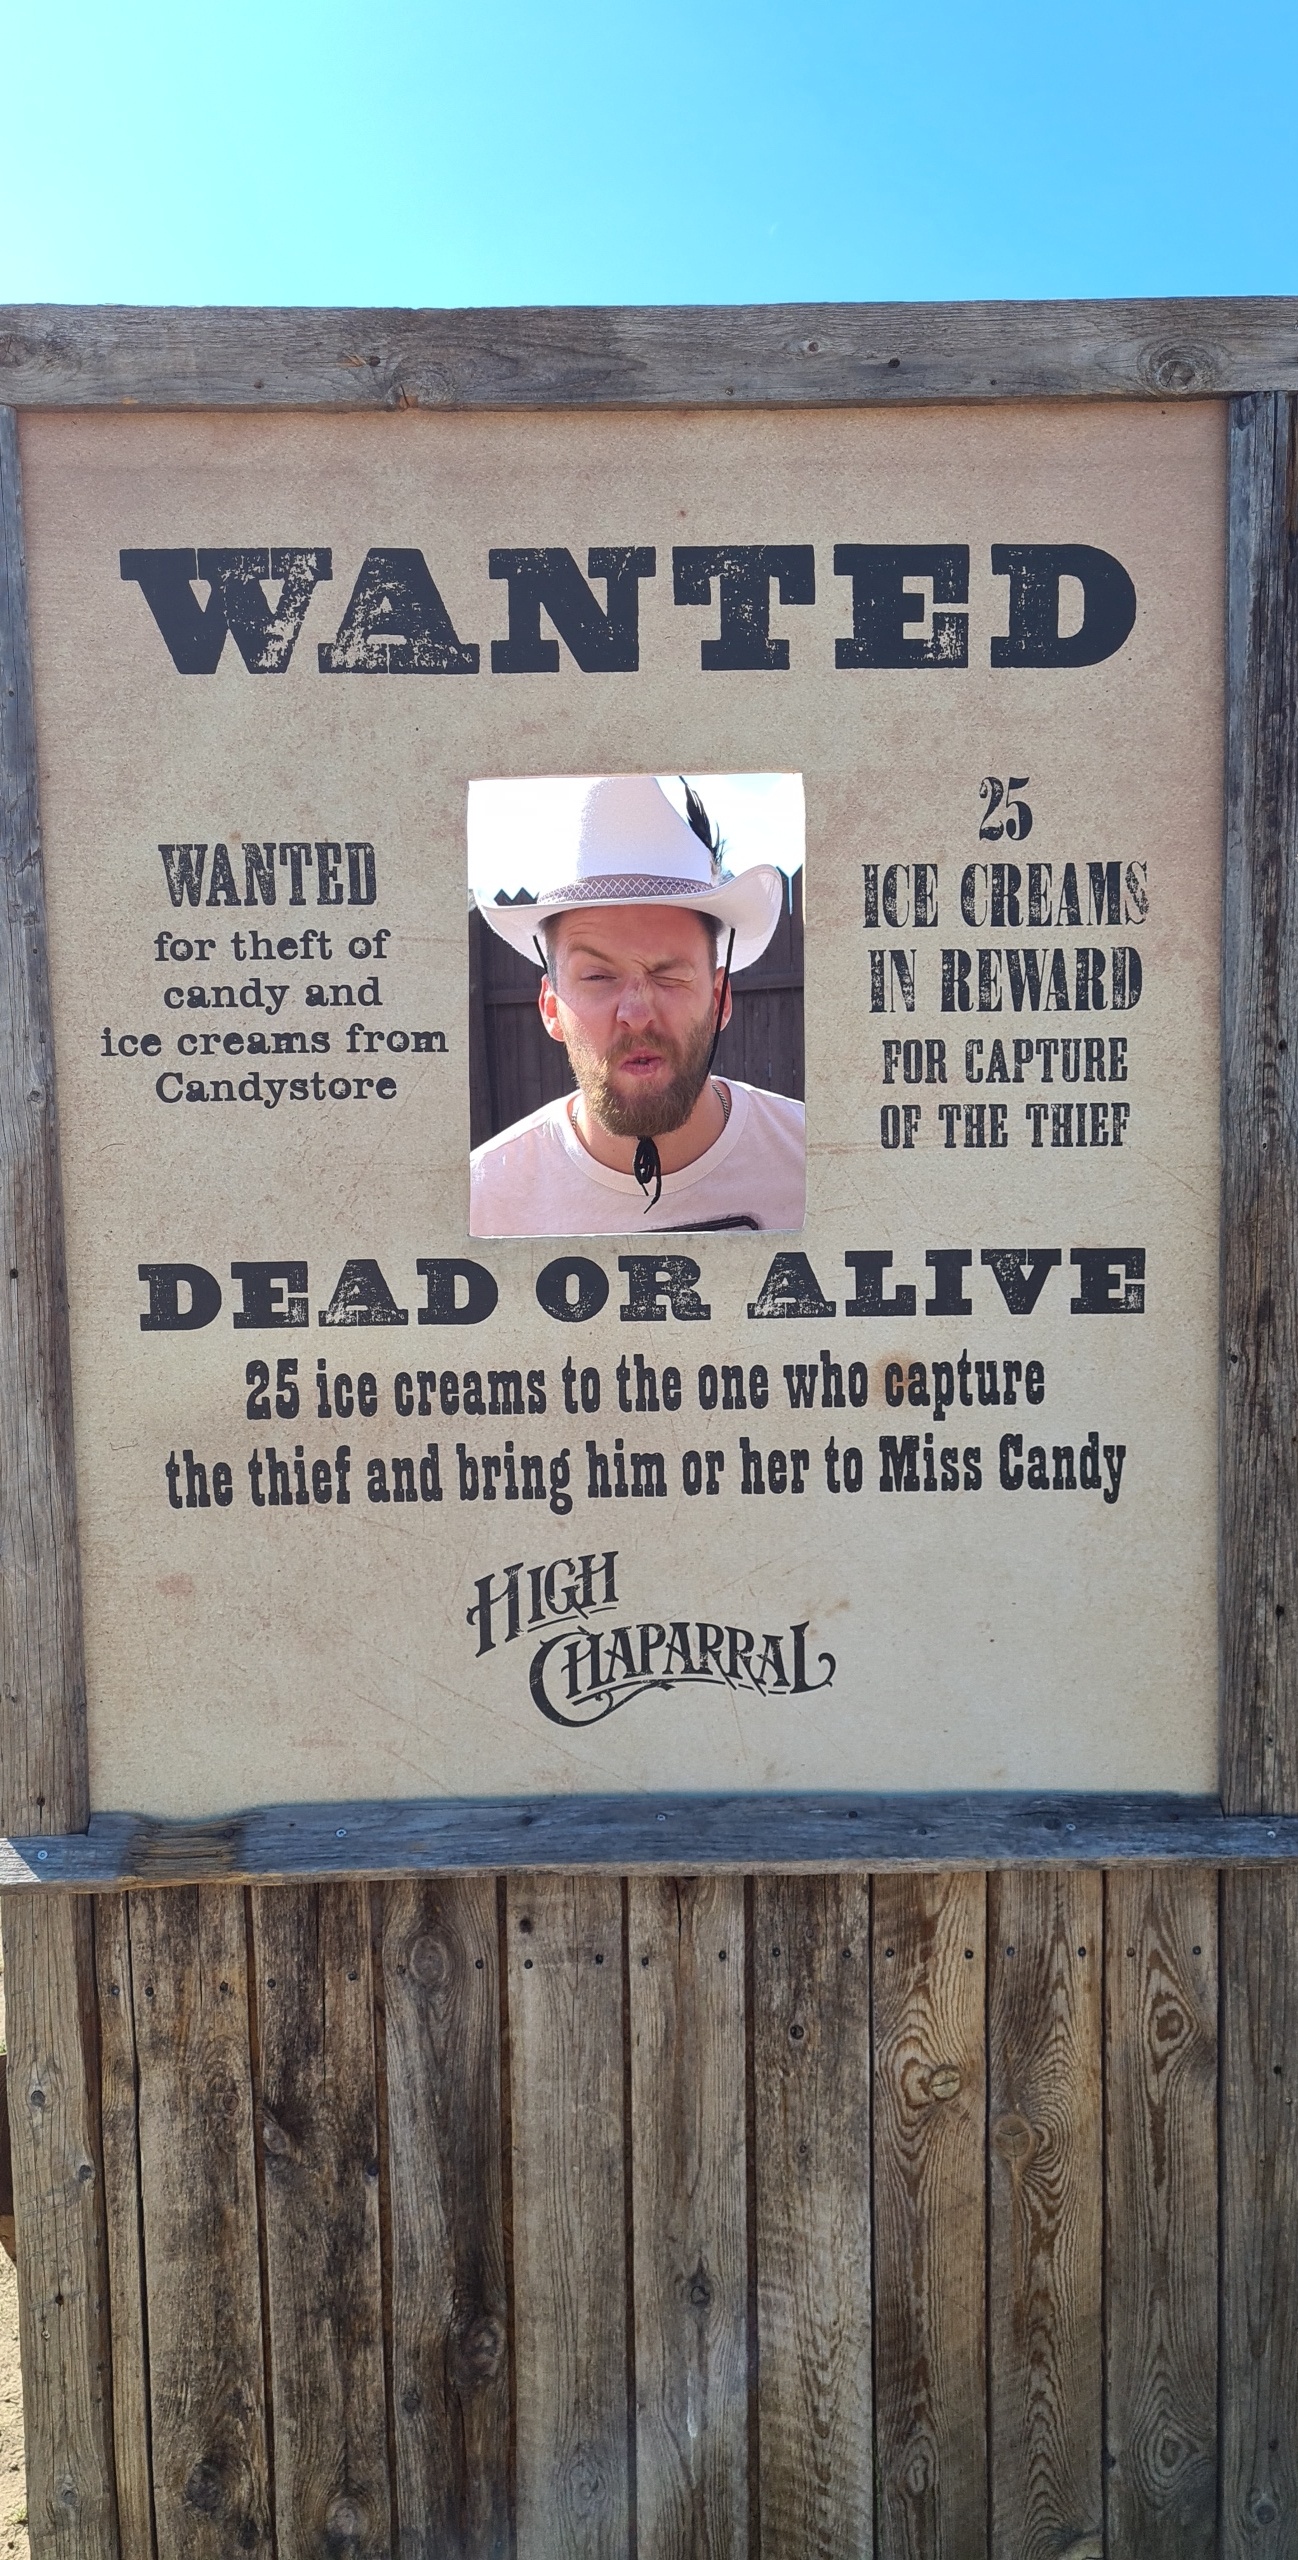 WANTED
WANTED
for theft of
candy and
ice creams from
Candystore
25
ICE CREAMS
IN REWARD
FOR CAPTURE
OF THE THIEF
DEAD OR ALIVE
25 ice creams to the one who capture
the thief and bring him or her to Miss Candy
HIGH
CHAPARRAL